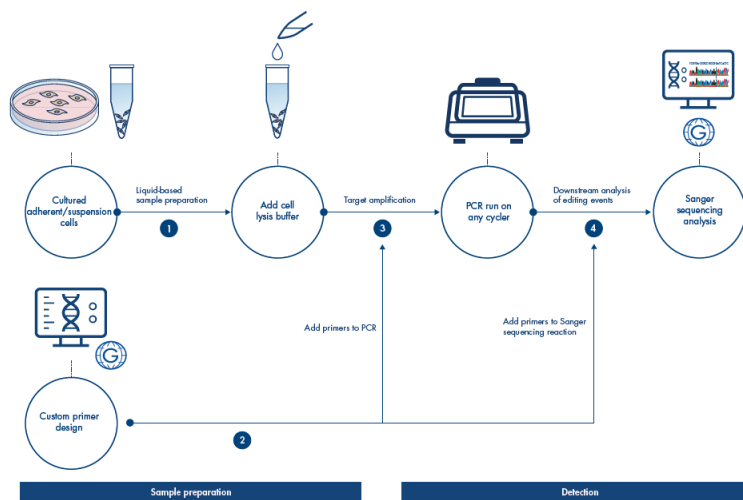 Cultured
adherent/suspension
cells
Liquid-based
sample preparation
1
Add cell
lysis buffer
Target amplification
3
PCR run on
any cycler
Downstream analysis
of editing events
4
Sanger
sequencing
analysis
G
G
Add primers to PCR
Add primers to Sanger
sequencing reaction
Custom primer
design
2
Sample preparation
Detection